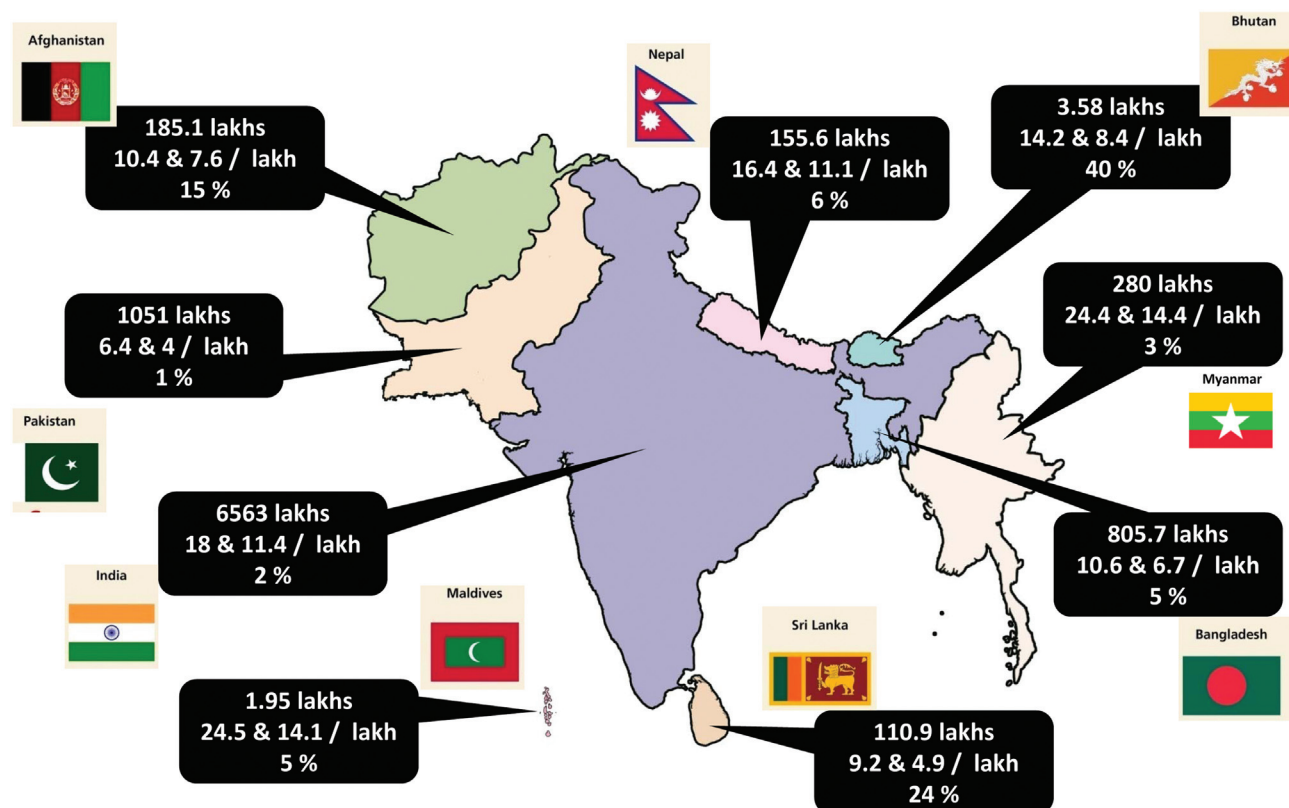 Afghanistan
185.1 lakhs
10.4 & 7.6 / lakh
15 %
Nepal
155.6 lakhs
16.4 & 11.1 / lakh
6 %
Bhutan
3.58 lakhs
14.2 & 8.4 / lakh
40 %
1051 lakhs
6.4 & 4 / lakh
1 %
Pakistan
280 lakhs
24.4 & 14.4 / lakh
3 %
Myanmar
6563 lakhs
18 & 11.4 / lakh
2 %
India
805.7 lakhs
10.6 & 6.7 / lakh
5 %
Bangladesh
Maldives
1.95 lakhs
24.5 & 14.1 / lakh
5 %
Sri Lanka
110.9 lakhs
9.2 & 4.9 / lakh
24 %